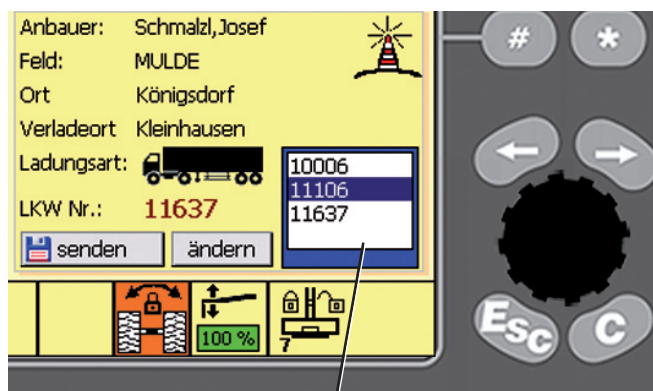 Anbauer: Schmalzl,Josef
Feld: MULDE
Ort Königsdorf
Verladeort Kleinhausen
Ladungsart:
LKW Nr.: 11637
10006
11106
11637
senden ändern
100 %
7
# *
Esc C